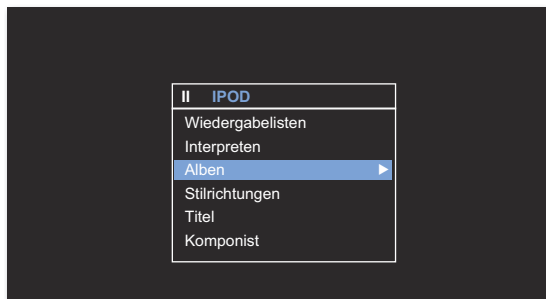 II IPOD
Wiedergabelisten
Interpreten
Alben
Stilrichtungen
Titel
Komponist